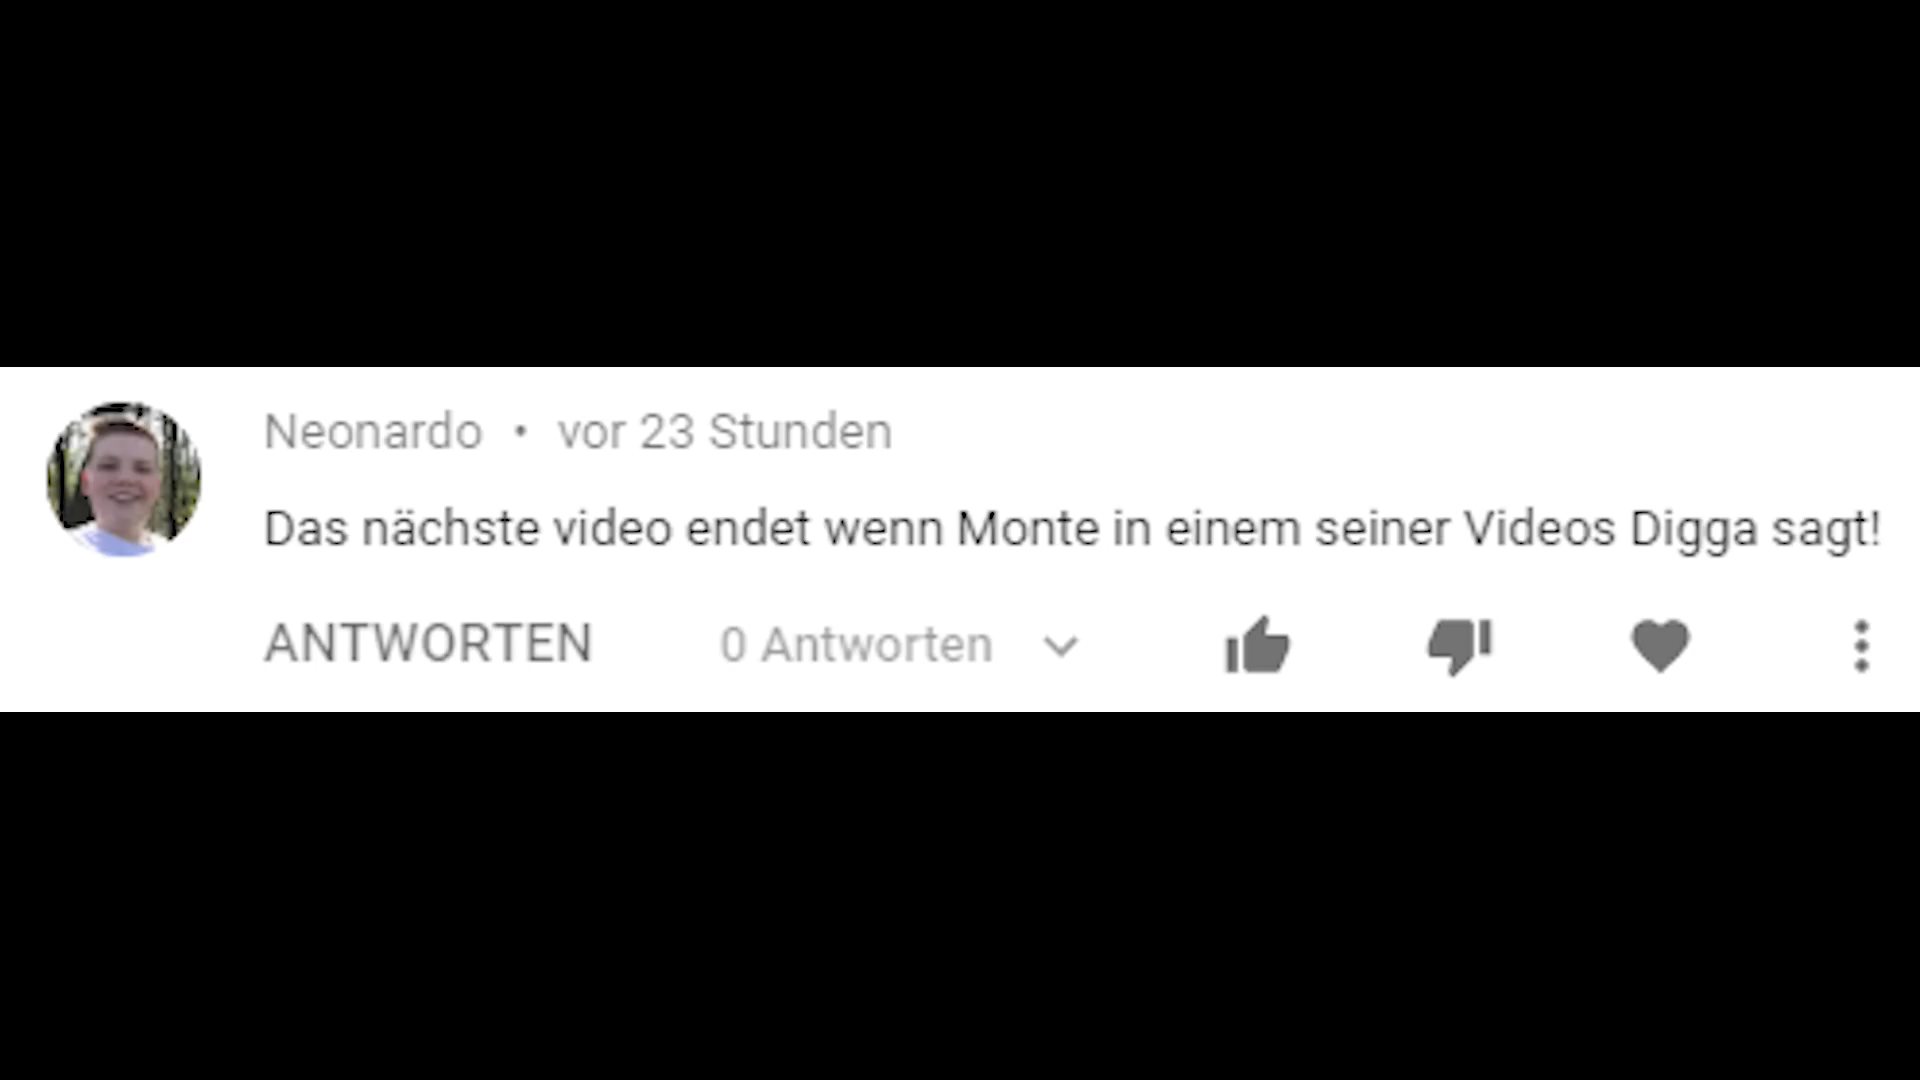 Neonardo • vor 23 Stunden
Das nächste video endet wenn Monte in einem seiner Videos Digga sagt!
ANTWORTEN 0 Antworten